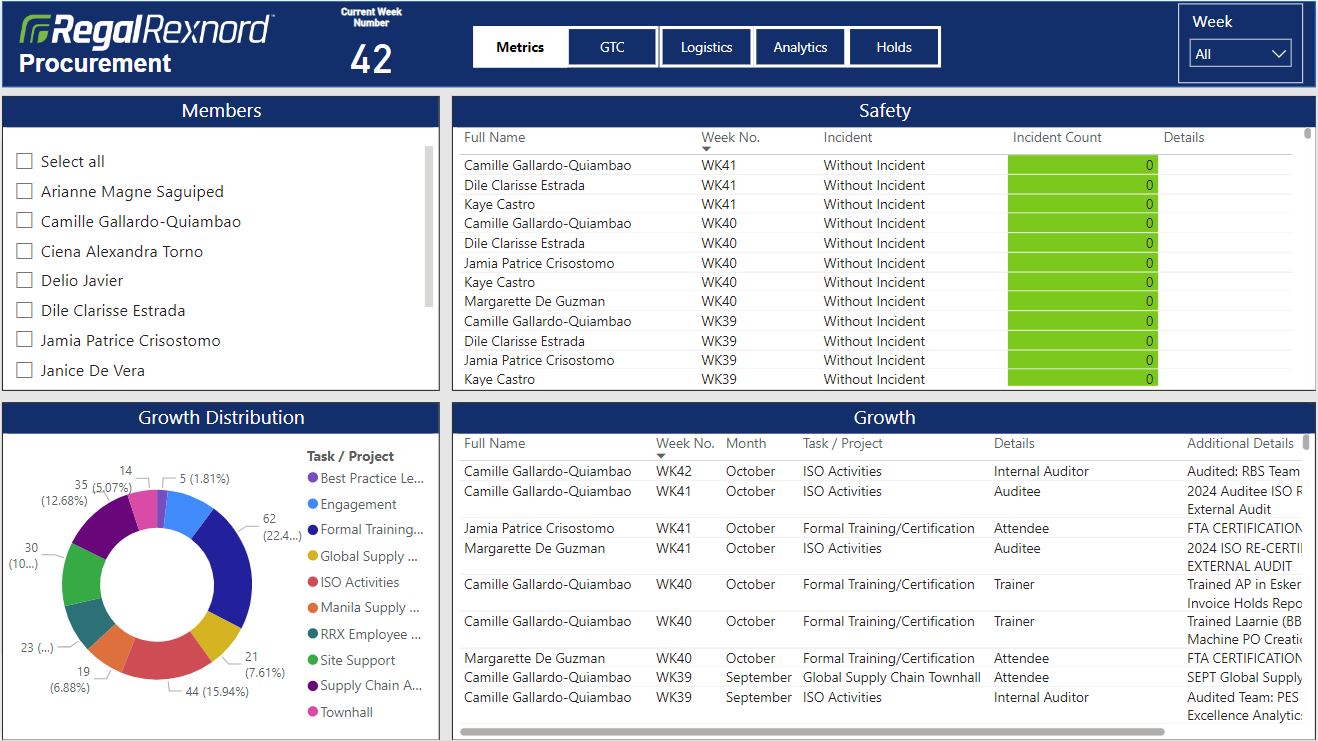 RegalRexnord
Procurement
Current Week
Number
42
Metrics
GTC
Logistics
Analytics
Holds
Week
All
Members
Select all
Arianne Magne Saguiped
Camille Gallardo-Quiambao
Ciena Alexandra Torno
Delio Javier
Dile Clarisse Estrada
Jamia Patrice Crisostomo
Janice De Vera
Safety
Full Name Week No. Incident Incident Count Details
Camille Gallardo-Quiambao WK41 Without Incident 0
Dile Clarisse Estrada WK41 Without Incident 0
Kaye Castro WK41 Without Incident 0
Camille Gallardo-Quiambao WK40 Without Incident 0
Dile Clarisse Estrada WK40 Without Incident 0
Jamia Patrice Crisostomo WK40 Without Incident 0
Kaye Castro WK40 Without Incident 0
Margarette De Guzman WK40 Without Incident 0
Camille Gallardo-Quiambao WK39 Without Incident 0
Dile Clarisse Estrada WK39 Without Incident 0
Jamia Patrice Crisostomo WK39 Without Incident 0
Kaye Castro WK39 Without Incident 0
Growth Distribution
5 (1.81%)
62
(22.4...)
21
(7.61%)
44 (15.94%)
19
(6.88%)
23 (...)
30
(10...)
35
(12.68%)
14
(5.07%)
Task / Project
Best Practice Le...
Engagement
Formal Training...
Global Supply ...
ISO Activities
Manila Supply ...
RRX Employee ...
Site Support
Supply Chain A...
Townhall
Growth
Full Name Week No. Month Task / Project Details Additional Details
Camille Gallardo-Quiambao WK42 October ISO Activities Internal Auditor Audited: RBS Team
Camille Gallardo-Quiambao WK41 October ISO Activities Auditee 2024 Auditee ISO R
External Audit
Jamia Patrice Crisostomo WK41 October Formal Training/Certification Attendee FTA CERTIFICATION
Margarette De Guzman WK41 October ISO Activities Auditee 2024 ISO RE-CERTI
EXTERNAL AUDIT
Camille Gallardo-Quiambao WK40 October Formal Training/Certification Trainer Trained AP in Esker
Invoice Holds Repo
Camille Gallardo-Quiambao WK40 October Formal Training/Certification Trainer Trained Laarnie (BB
Machine PO Creatic
Margarette De Guzman WK40 October Formal Training/Certification Attendee FTA CERTIFICATION
Camille Gallardo-Quiambao WK39 September Global Supply Chain Townhall Attendee SEPT Global Supply
Camille Gallardo-Quiambao WK39 September ISO Activities Internal Auditor Audited Team: PES
Excellence Analytics